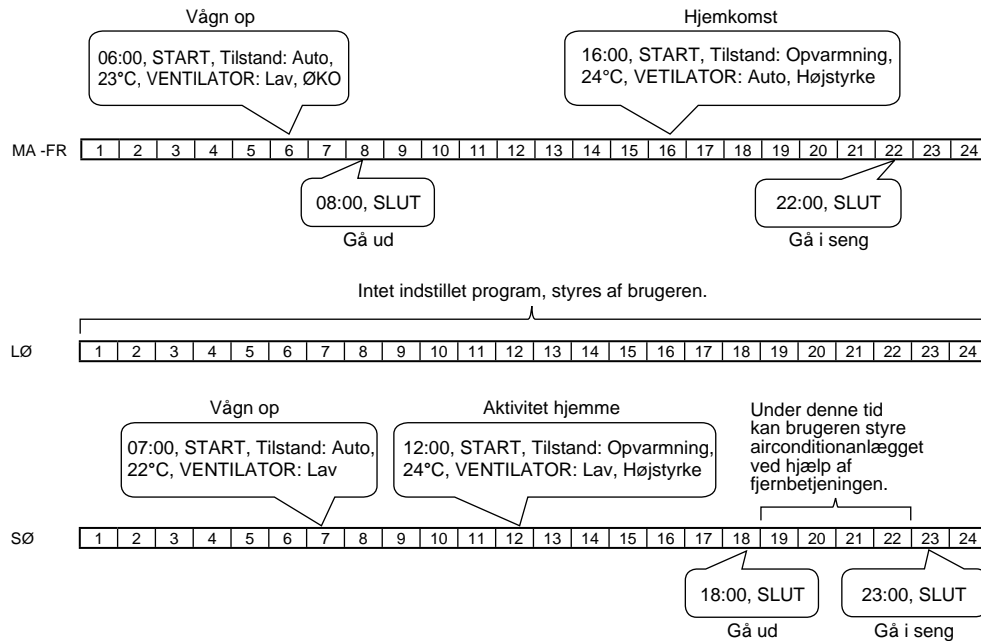 Vågn op
06:00, START, Tilstand: Auto,
23°C, VENTILATOR: Lav, ØKO
Hjemkomst
16:00, START, Tilstand: Opvarmning,
24°C, VETILATOR: Auto, Højstyrke
MA -FR 1 2 3 4 5 6 7 8 9 10 11 12 13 14 15 16 17 18 19 20 21 22 23 24
08:00, SLUT
Gå ud
22:00, SLUT
Gå i seng
Intet indstillet program, styres af brugeren.
LØ 1 2 3 4 5 6 7 8 9 10 11 12 13 14 15 16 17 18 19 20 21 22 23 24
Vågn op
07:00, START, Tilstand: Auto,
22°C, VENTILATOR: Lav
Aktivitet hjemme
12:00, START, Tilstand: Opvarmning,
24°C, VENTILATOR: Lav, Højstyrke
Under denne tid
kan brugeren styre
airconditionanlægget
ved hjælp af
fjernbetjeningen.
SØ 1 2 3 4 5 6 7 8 9 10 11 12 13 14 15 16 17 18 19 20 21 22 23 24
18:00, SLUT
Gå ud
23:00, SLUT
Gå i seng